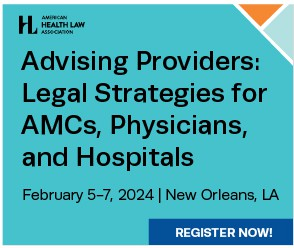 HL
AMERICAN
HEALTH LAW
ASSOCIATION
Advising Providers:
Legal Strategies for
AMCs, Physicians,
and Hospitals
February 5–7, 2024 | New Orleans, LA
REGISTER NOW!